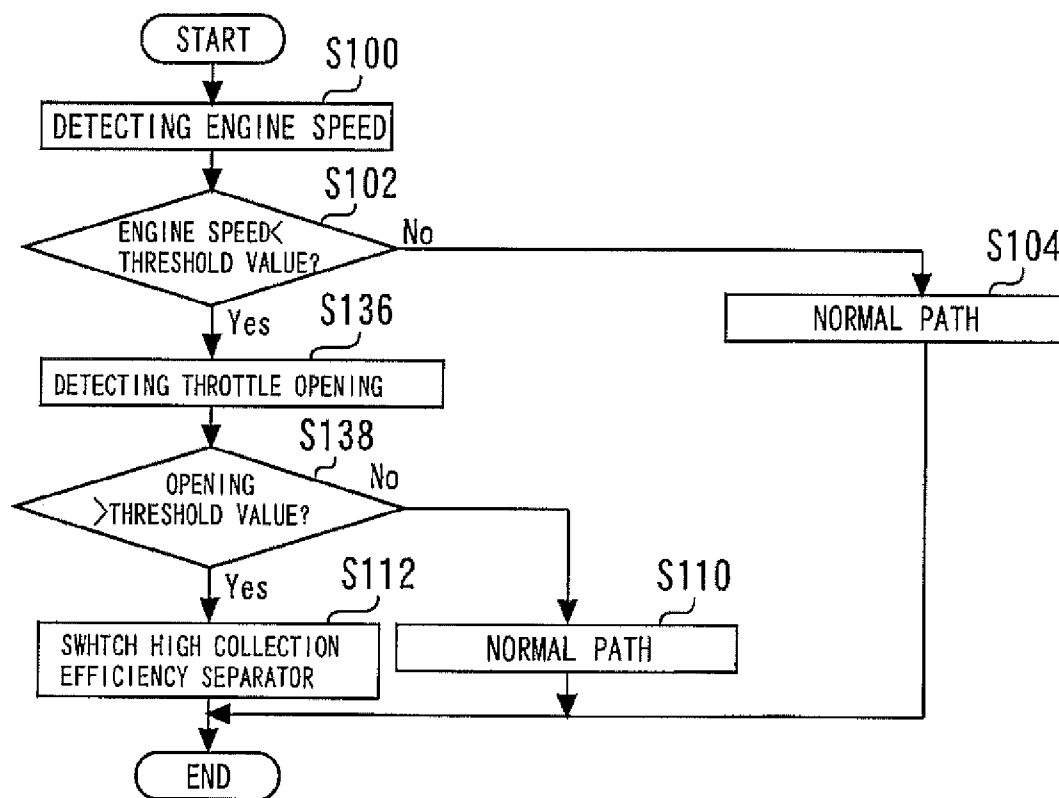 START
S100
DETECTING ENGINE SPEED
S102
ENGINE SPEED<
THRESHOLD VALUE?
No
S104
NORMAL PATH
Yes
S136
DETECTING THROTTLE OPENING
S138
OPENING
>THRESHOLD VALUE?
No
Yes
S112
SWHTCH HIGH COLLECTION
EFFICIENCY SEPARATOR
S110
NORMAL PATH
END